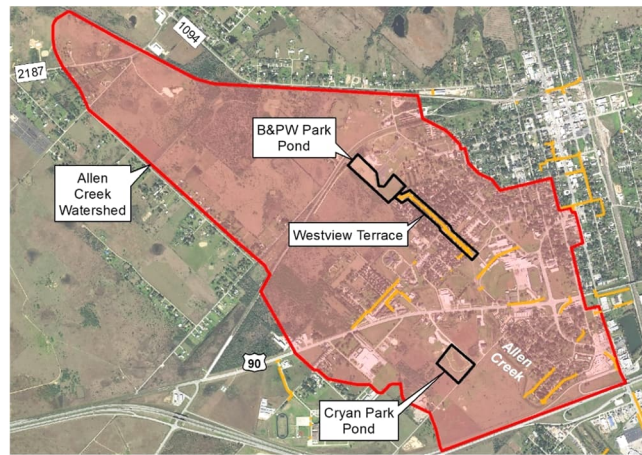 1094
2187
B&PW Park
Pond
Allen
Creek
Watershed
Westview Terrace
90
Allen
Creek
Cryan Park
Pond